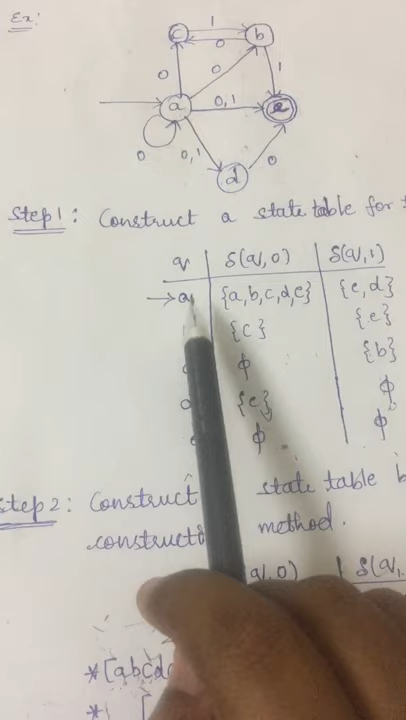 Ex:
1
c b
0
0 0 1
a 0,1 e
0 0,1 0
d
Step1: Construct a state table for
q δ(q,0) δ(q,1)
→a {a,b,c,d,e} {e,d}
{c} {e}
ϕ {b}
{e} ϕ
ϕ ϕ
Step2: Construct state table
method.
q,0) δ(q,
*[abcd
*[